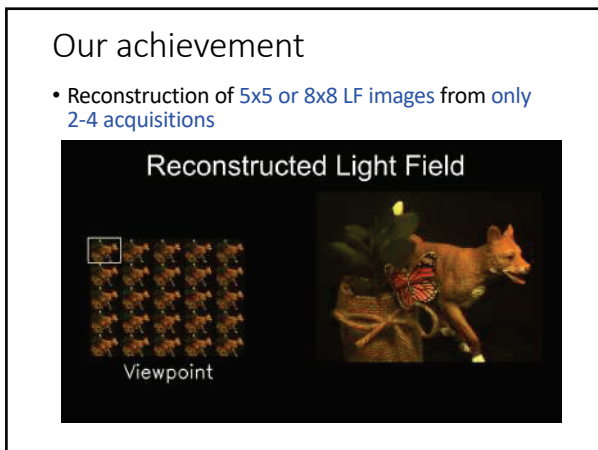 Our achievement
• Reconstruction of 5x5 or 8x8 LF images from only
2-4 acquisitions
Reconstructed Light Field
Viewpoint